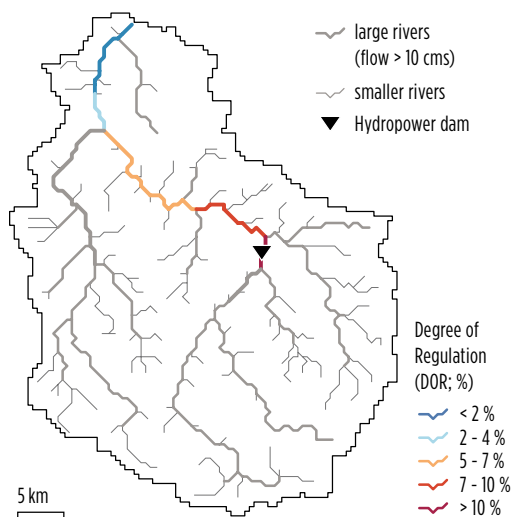 large rivers
(flow > 10 cms)
smaller rivers
Hydropower dam
Degree of
Regulation
(DOR; %)
< 2 %
2 - 4 %
5 - 7 %
7 - 10 %
> 10 %
5 km